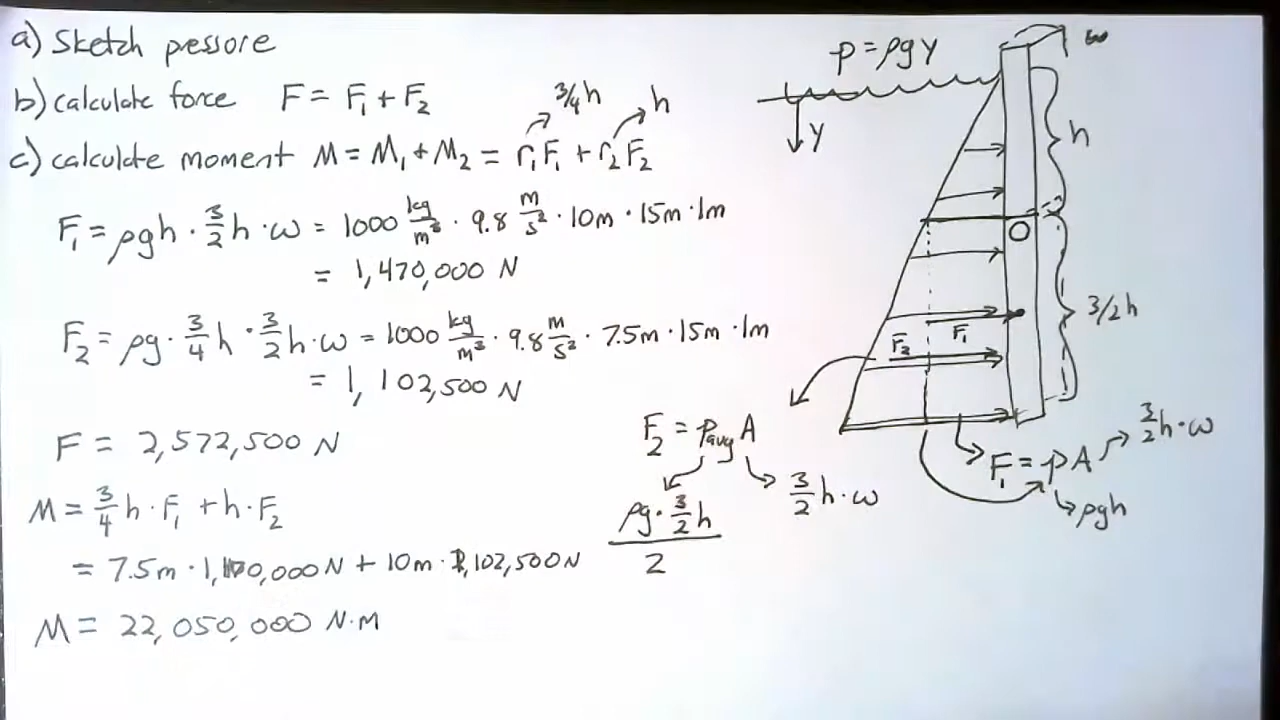 a) Sketch pressore
b) calculate force F = F₁ + F₂
c) calculate moment M = M₁ + M₂ = r₁F₁ + r₂F₂
3/4 h
h
F₁ = ρgh · 3/2 h · w = 1000 kg/m³ · 9.8 m/s² · 10m · 15m · 1m
= 1,470,000 N
F₂ = ρg · 3/4 h · 3/2 h · w = 1000 kg/m³ · 9.8 m/s² · 7.5m · 15m · 1m
= 1,102,500 N
F = 2,572,500 N
M = 3/4 h · F₁ + h · F₂
= 7.5m · 1,470,000 N + 10m · 1,102,500 N
M = 22,050,000 N·M
p = ρgy
w
y
h
3/2 h
F₁
F₂
F₂ = pavg A
ρg · 3/2 h / 2
3/2 h · w
F₁ = pA
3/2 h · w
ρgh